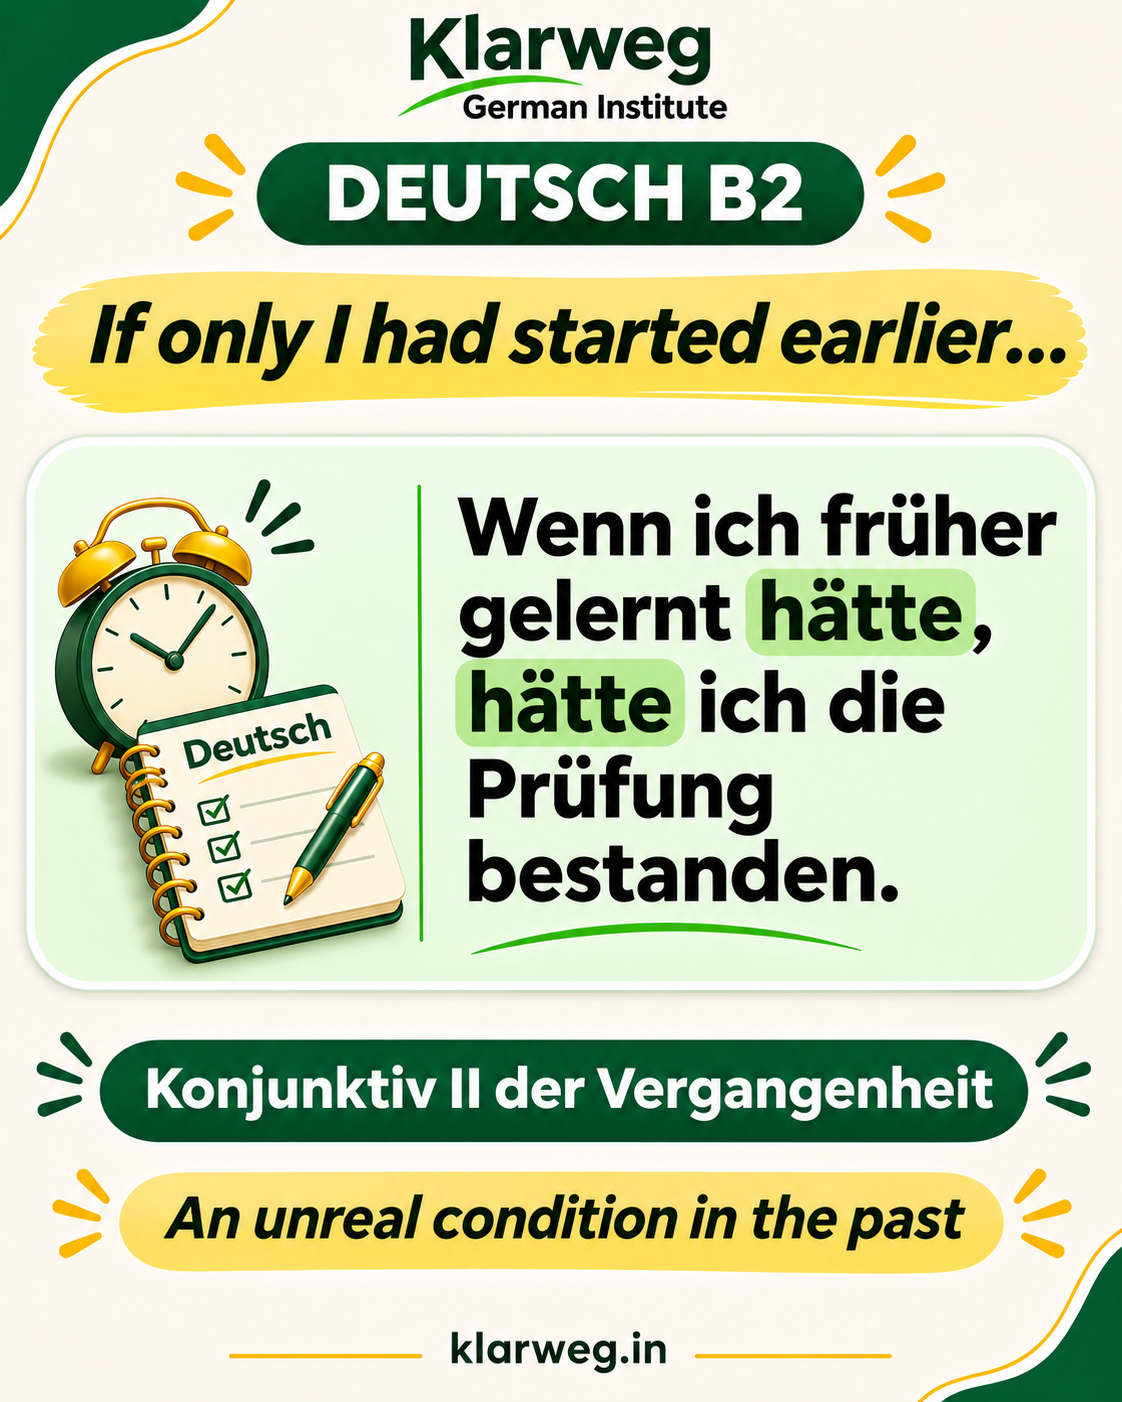 Klarweg
German Institute
DEUTSCH B2
If only I had started earlier...
Wenn ich früher
gelernt hätte,
hätte ich die
Prüfung
bestanden.
Deutsch
Konjunktiv II der Vergangenheit
An unreal condition in the past
klarweg.in